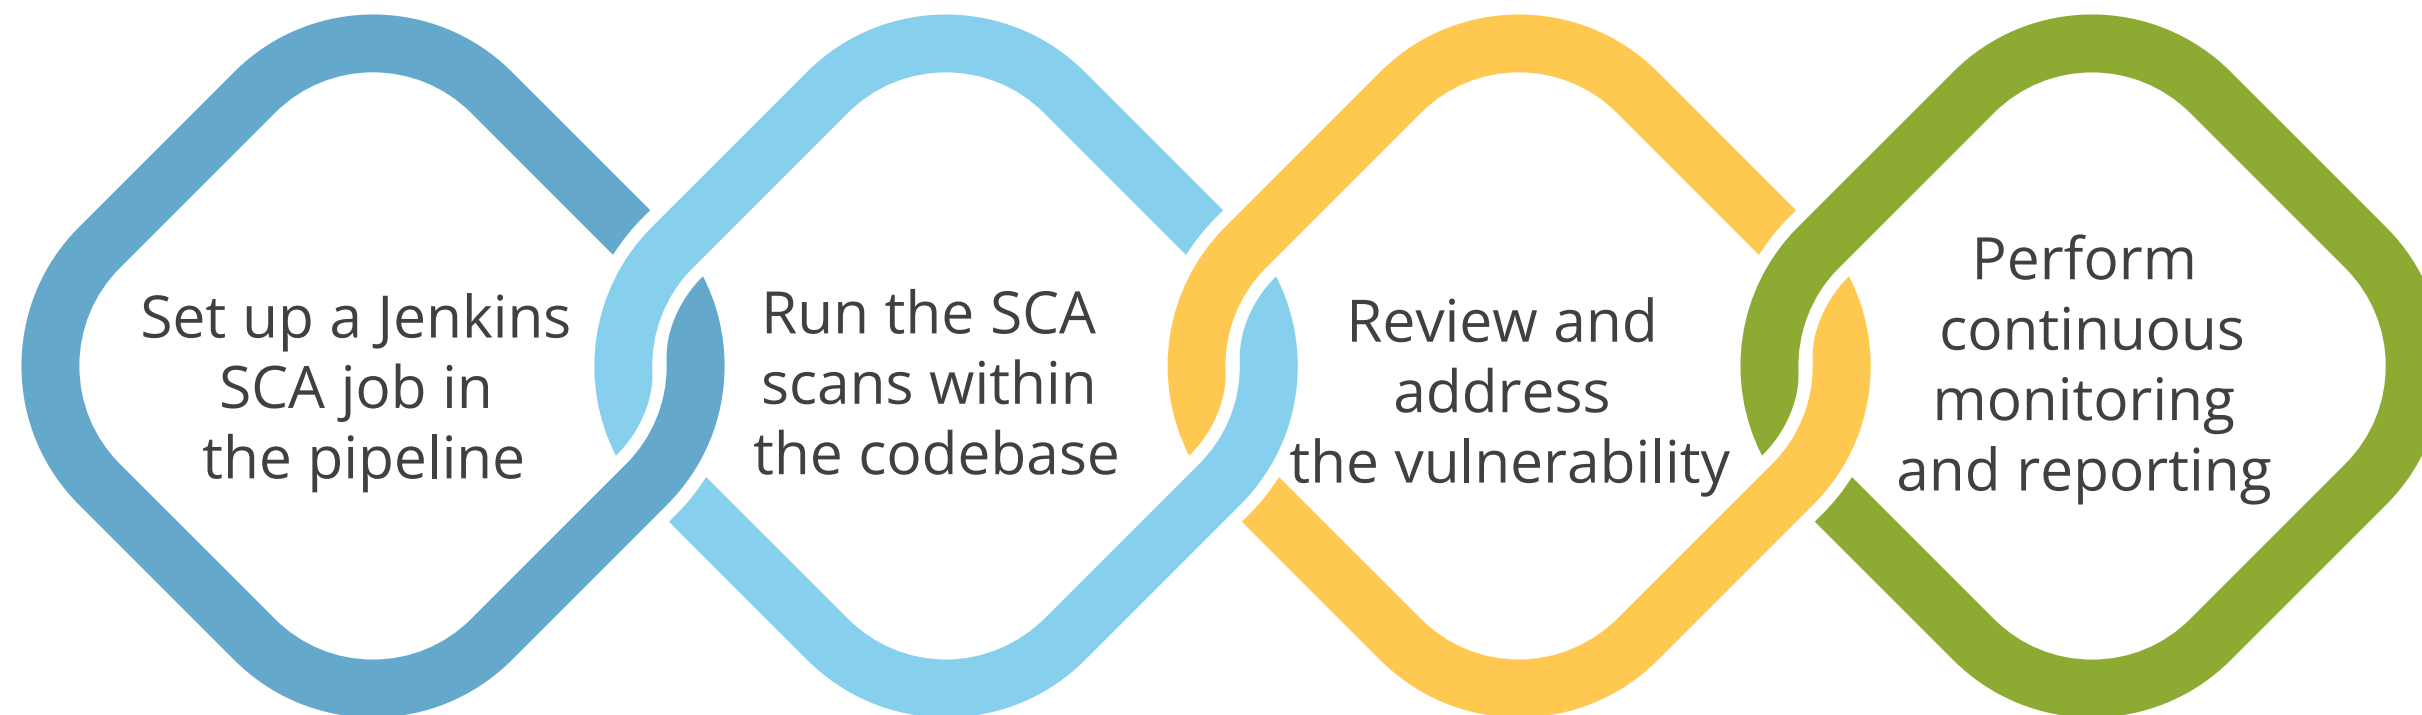 Set up a Jenkins
SCA job in
the pipeline
Run the SCA
scans within
the codebase
Review and
address
the vulnerability
Perform
continuous
monitoring
and reporting